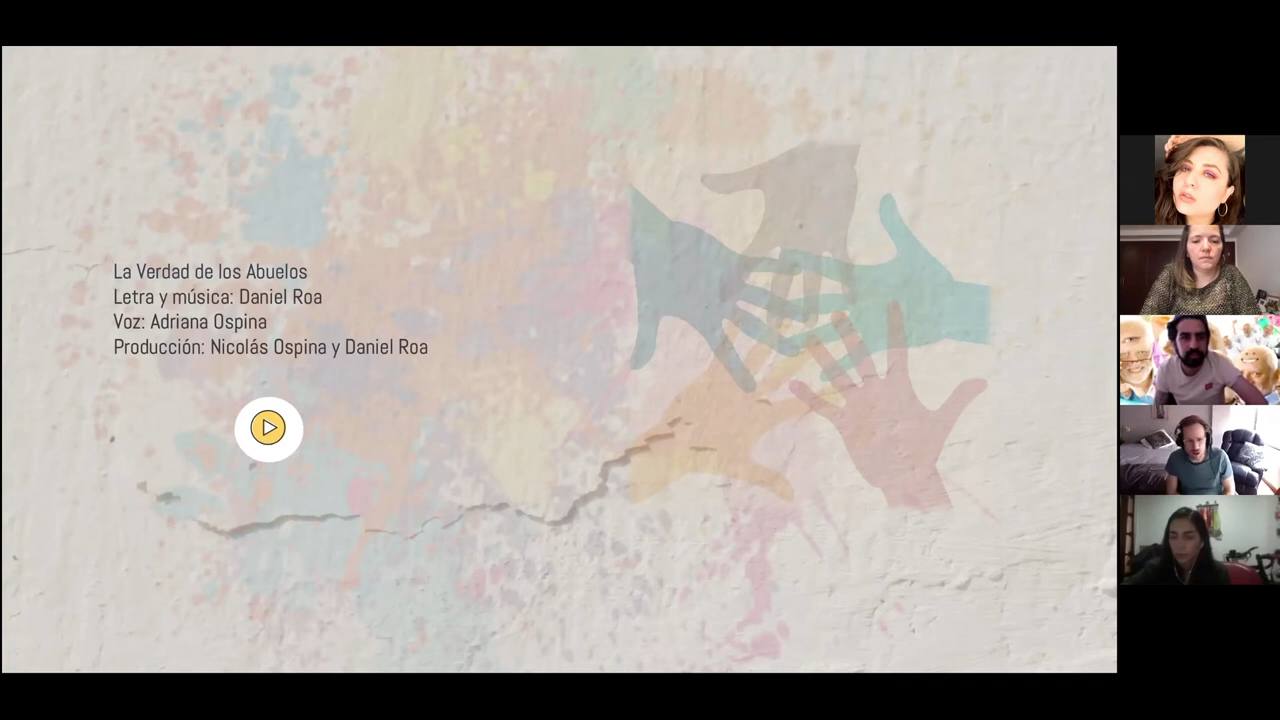 La Verdad de los Abuelos
Letra y música: Daniel Roa
Voz: Adriana Ospina
Producción: Nicolás Ospina y Daniel Roa